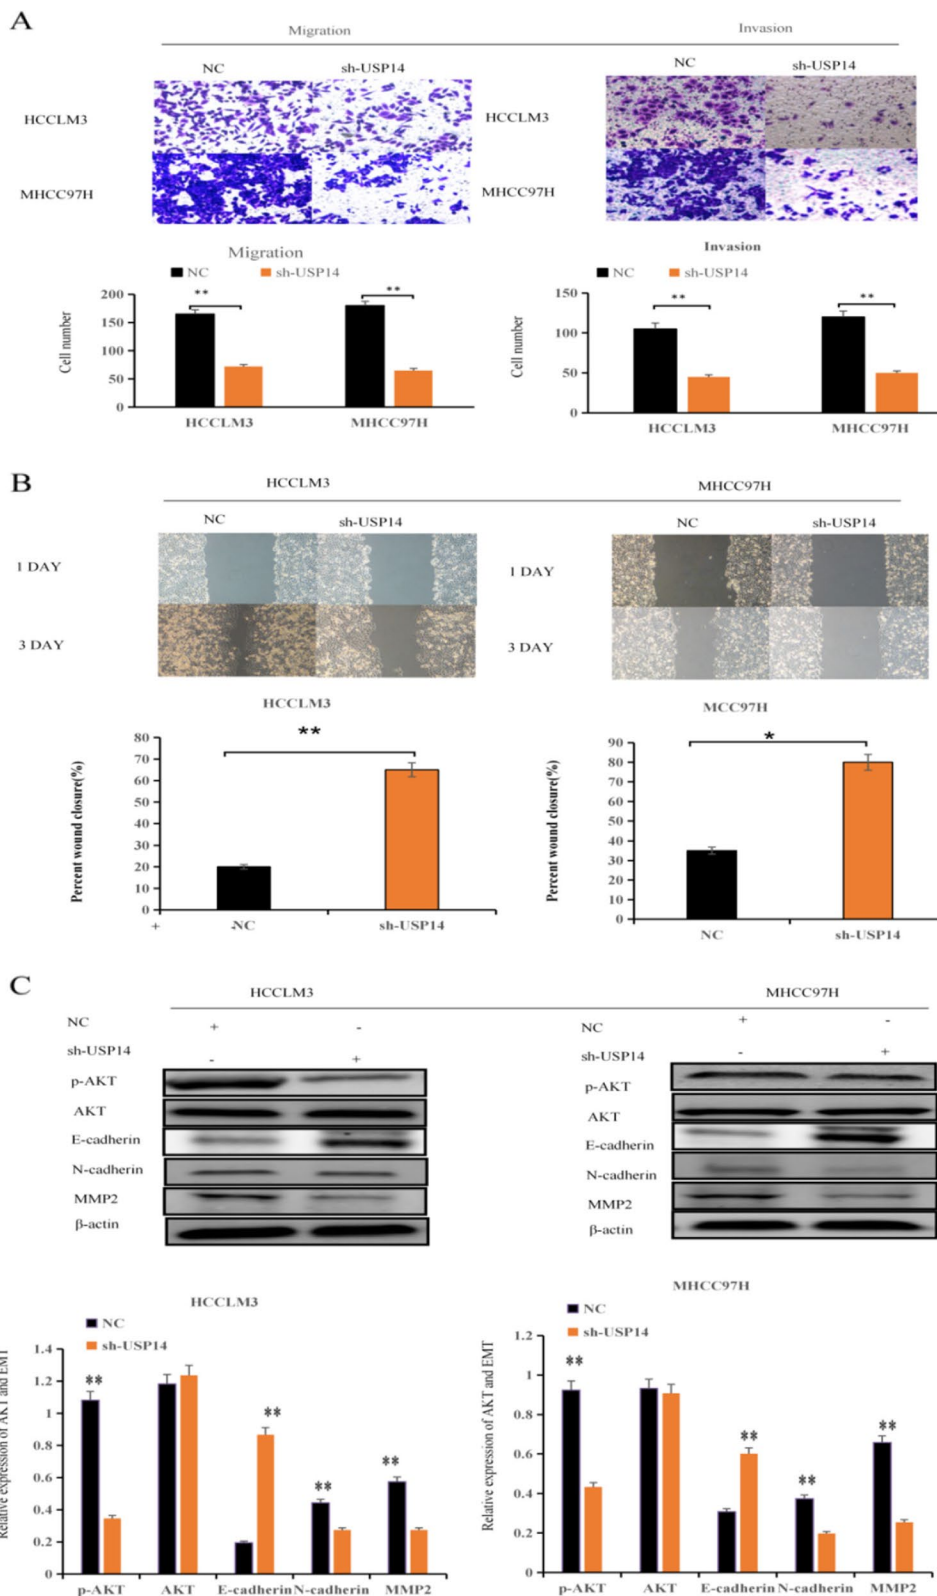 A
Migration
Invasion
NC
sh-USP14
NC
sh-USP14
HCCLM3
HCCLM3
MHCC97H
MHCC97H
Migration
NC
sh-USP14
Cell number
200
150
100
50
0
**
**
HCCLM3
MHCC97H
Invasion
NC
sh-USP14
Cell number
150
100
50
0
**
**
HCCLM3
MHCC97H
B
HCCLM3
MHCC97H
NC
sh-USP14
NC
sh-USP14
1 DAY
1 DAY
3 DAY
3 DAY
HCCLM3
Percent wound closure(%)
80
70
60
50
40
30
20
10
0
**
+
-NC
sh-USP14
MCC97H
Percent wound closure(%)
90
80
70
60
50
40
30
20
10
0
*
NC
sh-USP14
C
HCCLM3
MHCC97H
NC
+
-
sh-USP14
-
+
p-AKT
AKT
E-cadherin
N-cadherin
MMP2
β-actin
NC
+
-
sh-USP14
-
+
p-AKT
AKT
E-cadherin
N-cadherin
MMP2
β-actin
HCCLM3
NC
sh-USP14
Relative expression of AKT and EMT
1.4
1.2
1
0.8
0.6
0.4
0.2
0
**
**
**
**
p-AKT
AKT
E-cadherin
N-cadherin
MMP2
MHCC97H
NC
sh-USP14
Relative expression of AKT and EMT
1.2
1
0.8
0.6
0.4
0.2
0
**
**
**
**
p-AKT
AKT
E-cadherin
N-cadherin
MMP2